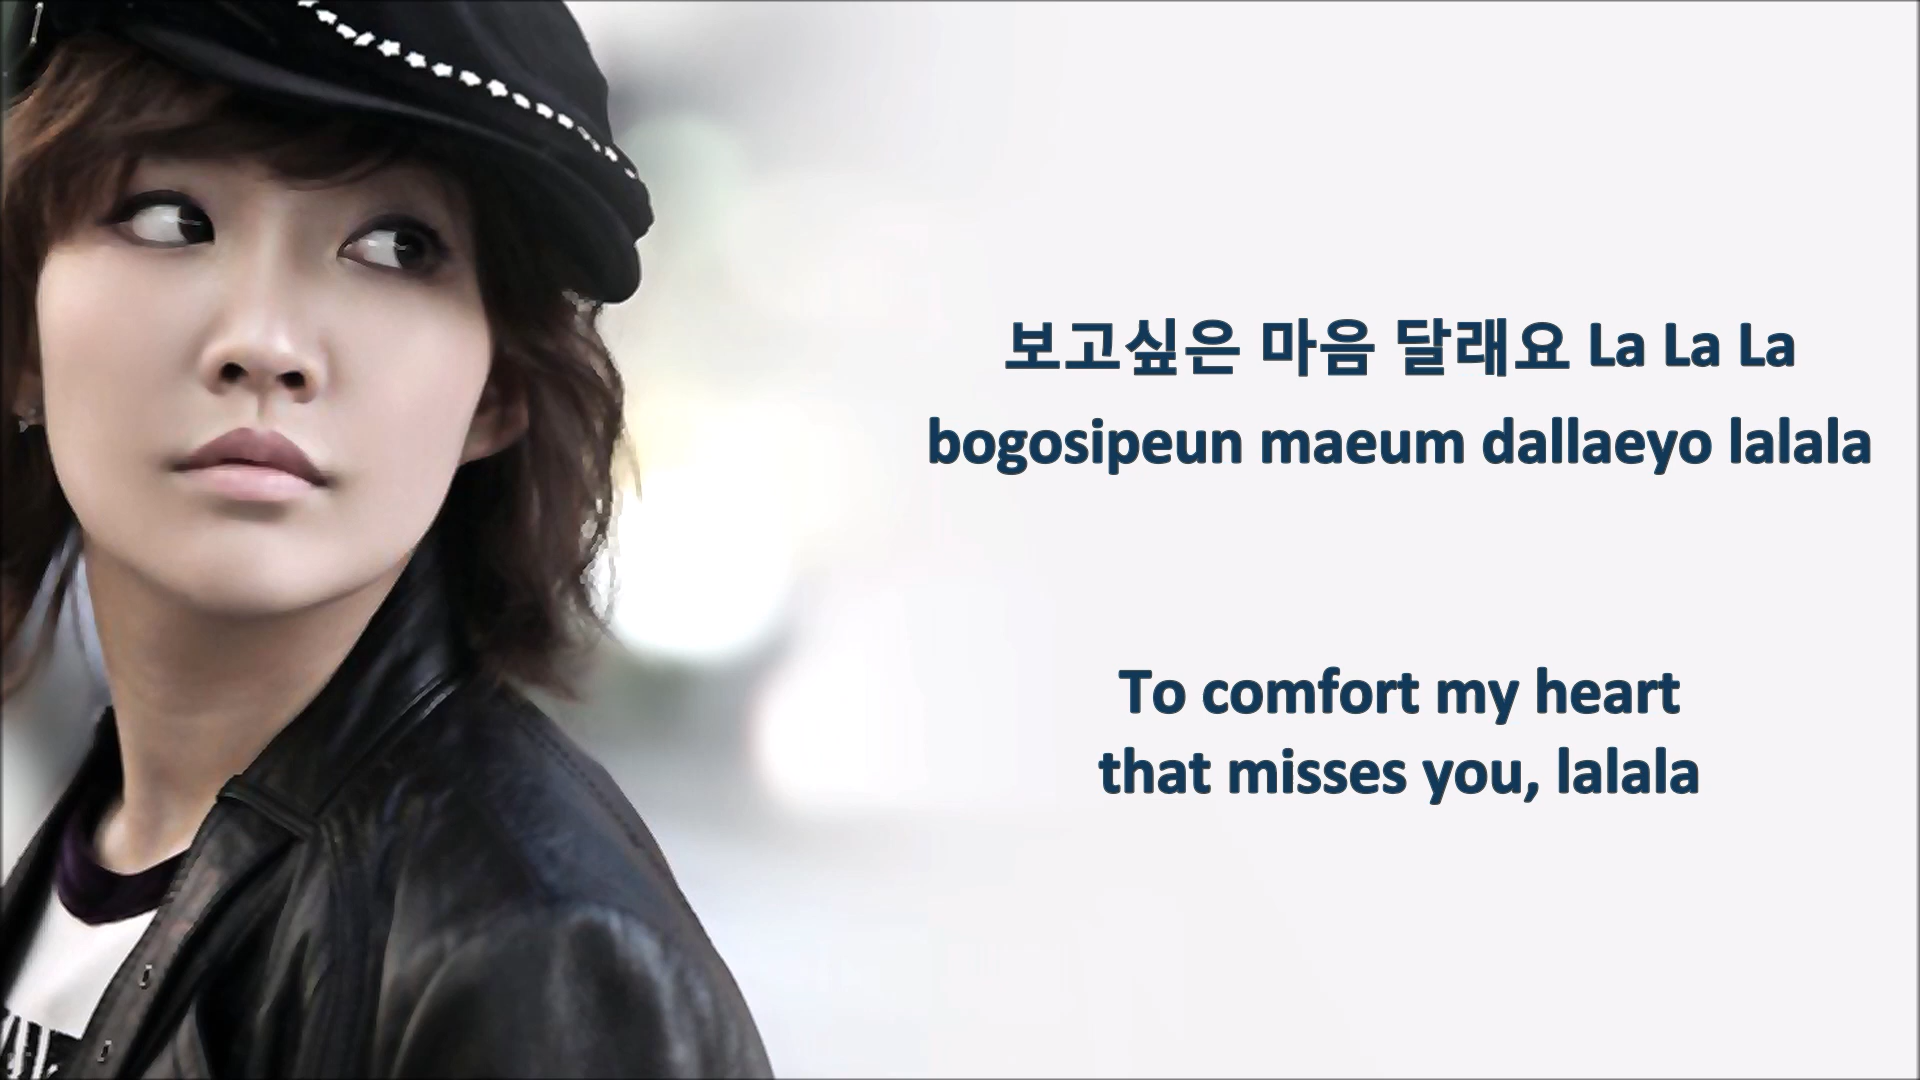 보고싶은 마음 달래요 La La La
bogosipeun maeum dallaeyo lalala
To comfort my heart
that misses you, lalala